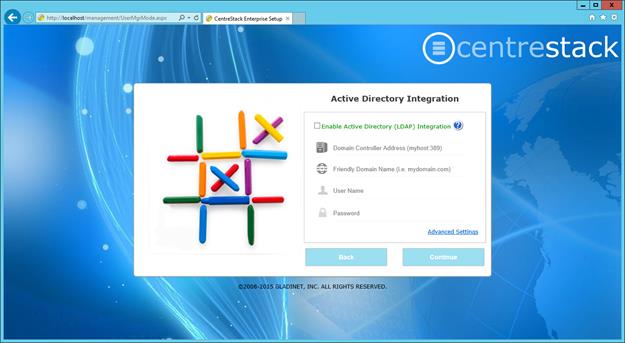 http://localhost/management/UserMgrMode.aspx
CentreStack Enterprise Setup
centrestack
Active Directory Integration
Enable Active Directory (LDAP) Integration
Domain Controller Address (myhost:389)
Friendly Domain Name (i.e. mydomain.com)
User Name
Password
Advanced Settings
Back
Continue
©2006-2015 GLADINET, INC. ALL RIGHTS RESERVED.